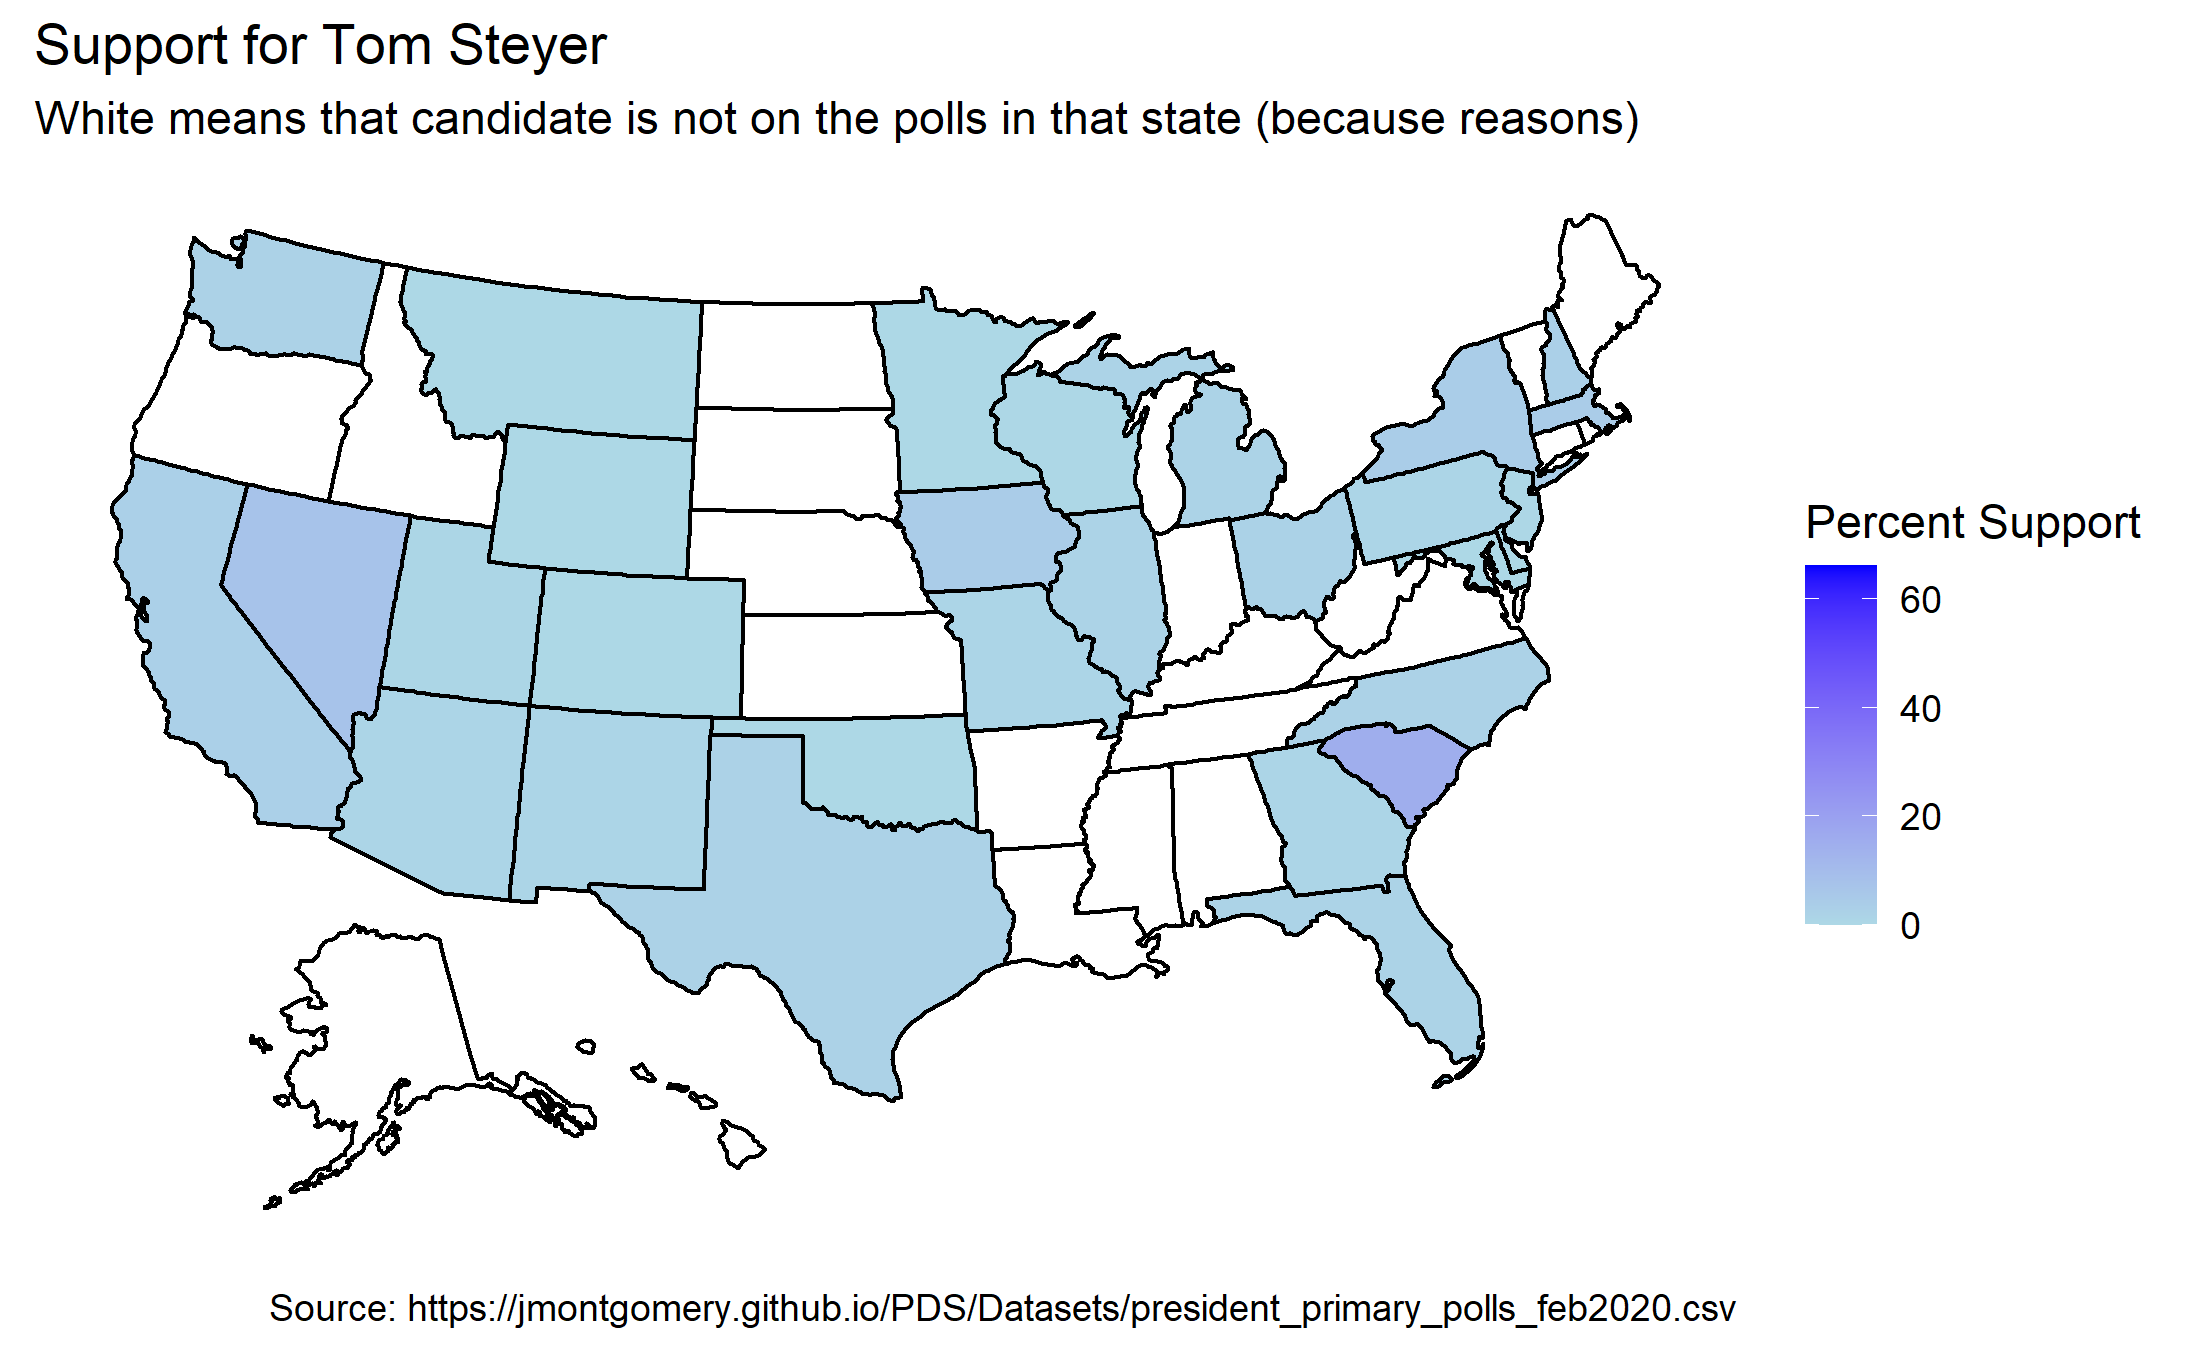 Support for Tom Steyer
White means that candidate is not on the polls in that state (because reasons)
Percent Support
60
40
20
0
Source: https://jmontgomery.github.io/PDS/Datasets/president_primary_polls_feb2020.csv